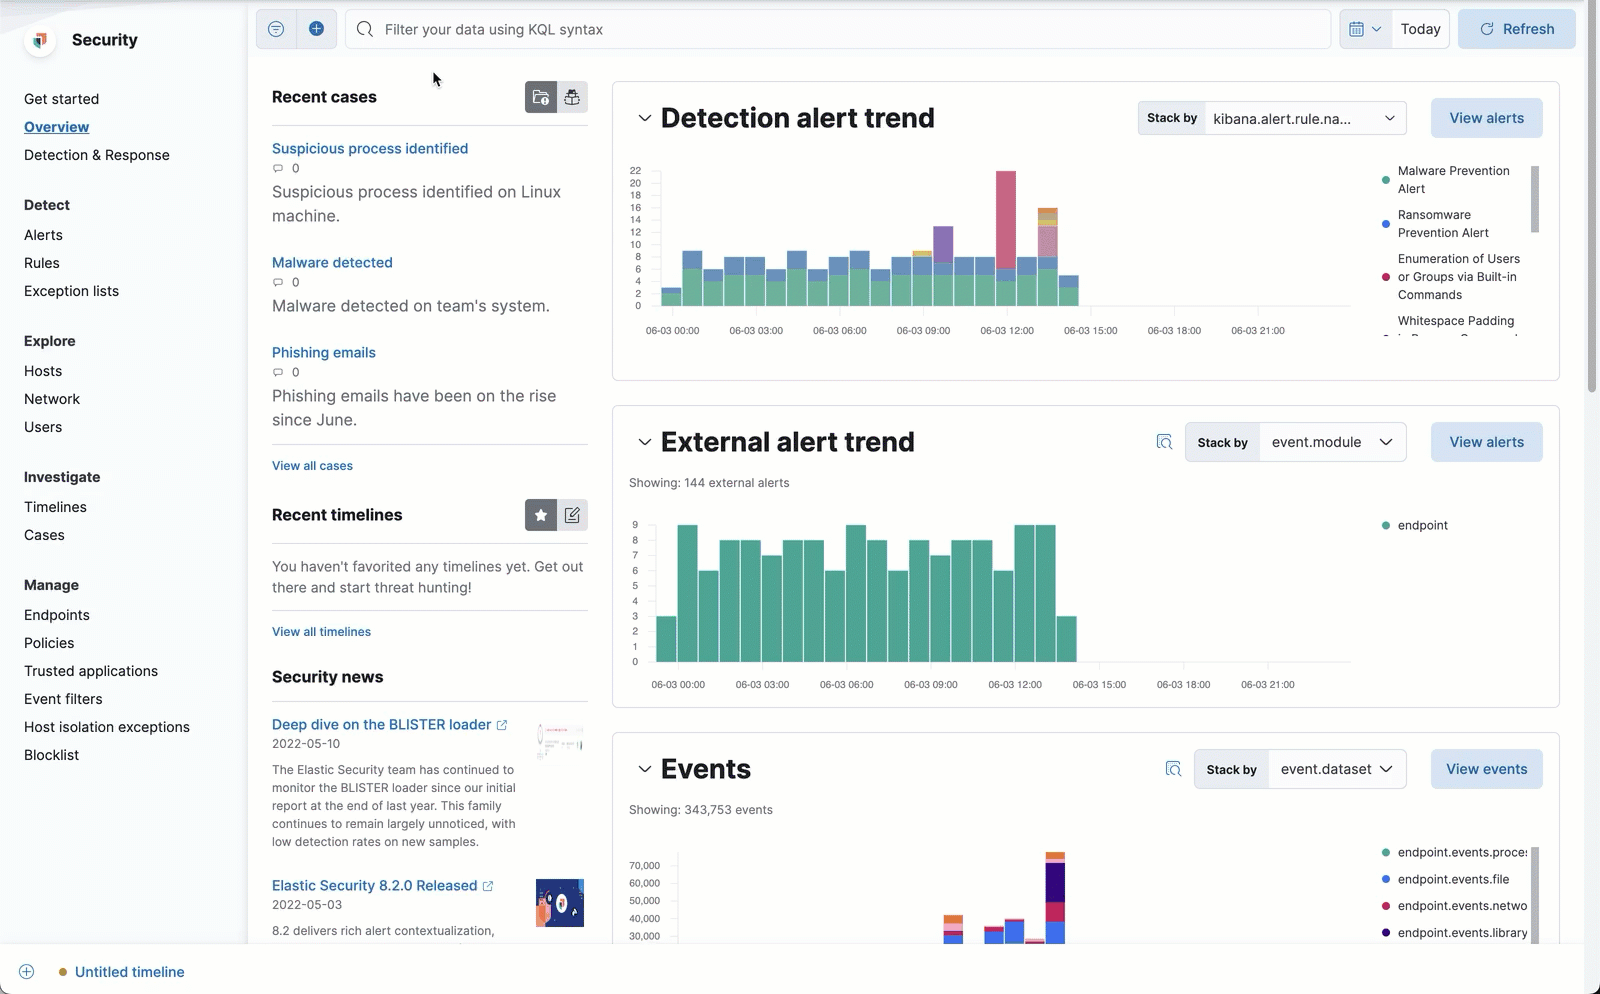 Security
Get started
Overview
Detection & Response
Detect
Alerts
Rules
Exception lists
Explore
Hosts
Network
Users
Investigate
Timelines
Cases
Manage
Endpoints
Policies
Trusted applications
Event filters
Host isolation exceptions
Blocklist
Filter your data using KQL syntax
Today
Refresh
Recent cases
Suspicious process identified
0
Suspicious process identified on Linux
machine.
Malware detected
0
Malware detected on team's system.
Phishing emails
0
Phishing emails have been on the rise
since June.
View all cases
Recent timelines
You haven't favorited any timelines yet. Get out
there and start threat hunting!
View all timelines
Security news
Deep dive on the BLISTER loader
2022-05-10
The Elastic Security team has continued to
monitor the BLISTER loader since our initial
report at the end of last year. This family
continues to remain largely unnoticed, with
low detection rates on new samples.
Elastic Security 8.2.0 Released
2022-05-03
8.2 delivers rich alert contextualization,
Detection alert trend
Stack by
kibana.alert.rule.na...
View alerts
22
20
18
16
14
12
10
8
6
4
2
0
06-03 00:00
06-03 03:00
06-03 06:00
06-03 09:00
06-03 12:00
06-03 15:00
06-03 18:00
06-03 21:00
Malware Prevention
Alert
Ransomware
Prevention Alert
Enumeration of Users
or Groups via Built-in
Commands
Whitespace Padding
External alert trend
Stack by
event.module
View alerts
Showing: 144 external alerts
9
8
7
6
5
4
3
2
1
0
06-03 00:00
06-03 03:00
06-03 06:00
06-03 09:00
06-03 12:00
06-03 15:00
06-03 18:00
06-03 21:00
endpoint
Events
Stack by
event.dataset
View events
Showing: 343,753 events
70,000
60,000
50,000
40,000
30,000
endpoint.events.proce
endpoint.events.file
endpoint.events.netwo
endpoint.events.library
Untitled timeline